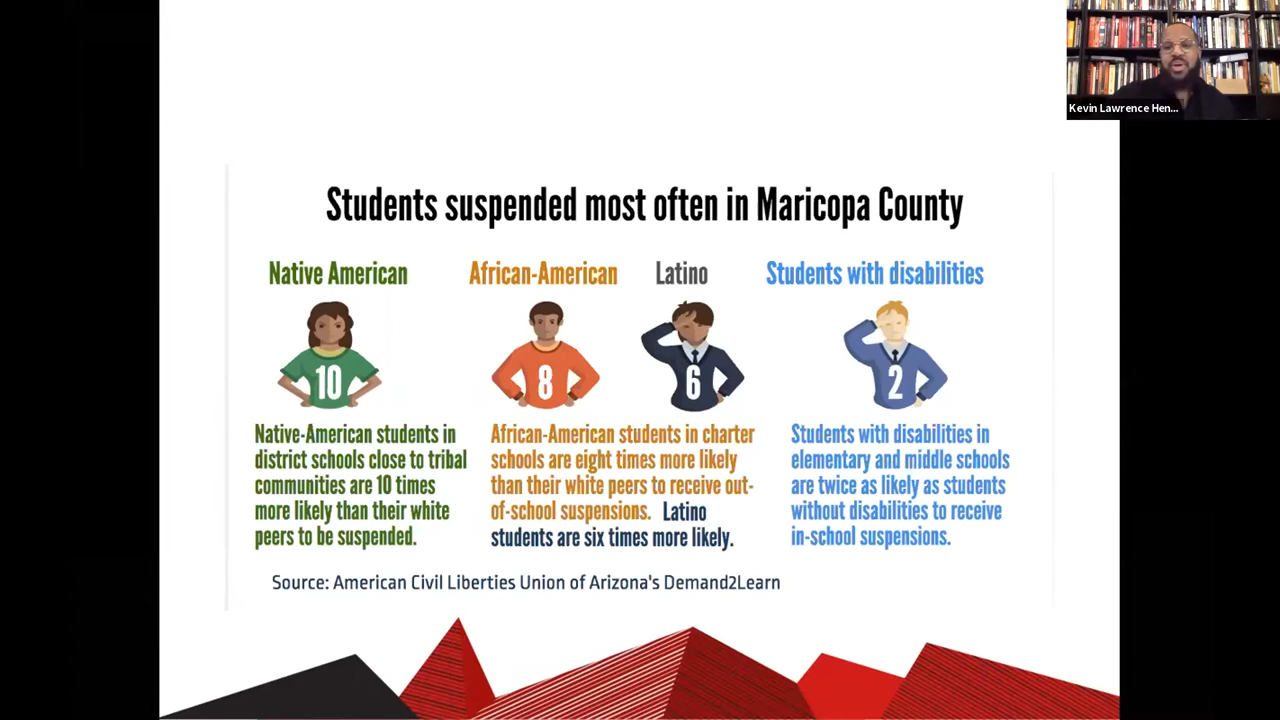 Kevin Lawrence Hen...
Students suspended most often in Maricopa County
Native American
African-American
Latino
Students with disabilities
10
8
6
2
Native-American students in
district schools close to tribal
communities are 10 times
more likely than their white
peers to be suspended.
African-American students in charter
schools are eight times more likely
than their white peers to receive out-
of-school suspensions. Latino
students are six times more likely.
Students with disabilities in
elementary and middle schools
are twice as likely as students
without disabilities to receive
in-school suspensions.
Source: American Civil Liberties Union of Arizona's Demand2Learn